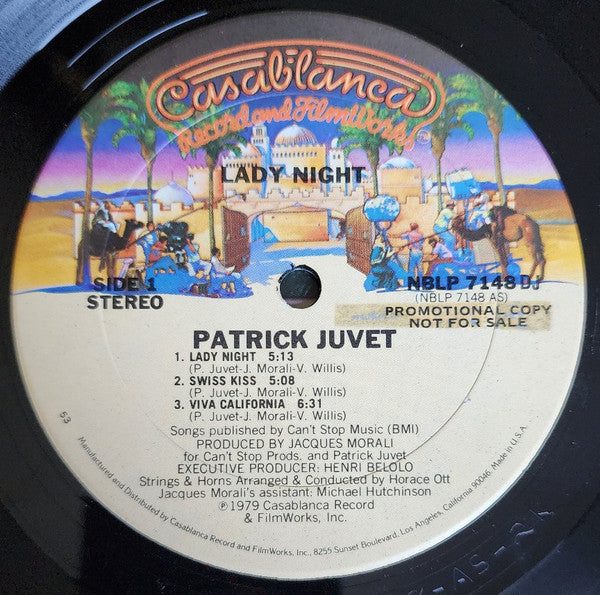 Casablanca
Record and FilmWorks
LADY NIGHT
SIDE 1
STEREO
NBLP 7148 DJ
(NBLP 7148 AS)
PROMOTIONAL COPY
NOT FOR SALE
PATRICK JUVET
1. LADY NIGHT 5:13
(P. Juvet-J. Morali-V. Willis)
2. SWISS KISS 5:08
(P. Juvet-J. Morali-V. Willis)
3. VIVA CALIFORNIA 6:31
(P. Juvet-J. Morali-V. Willis)
Songs published by Can't Stop Music (BMI)
PRODUCED BY JACQUES MORALI
for Can't Stop Prods. and Patrick Juvet
EXECUTIVE PRODUCER: HENRI BELOLO
Strings & Horns Arranged & Conducted by Horace Ott
Jacques Morali's assistant: Michael Hutchinson
℗1979 Casablanca Record
& FilmWorks, Inc.
53
Manufactured and Distributed by Casablanca Record and FilmWorks, Inc., 8255 Sunset Boulevard, Los Angeles, California 90046, Made in U.S.A.